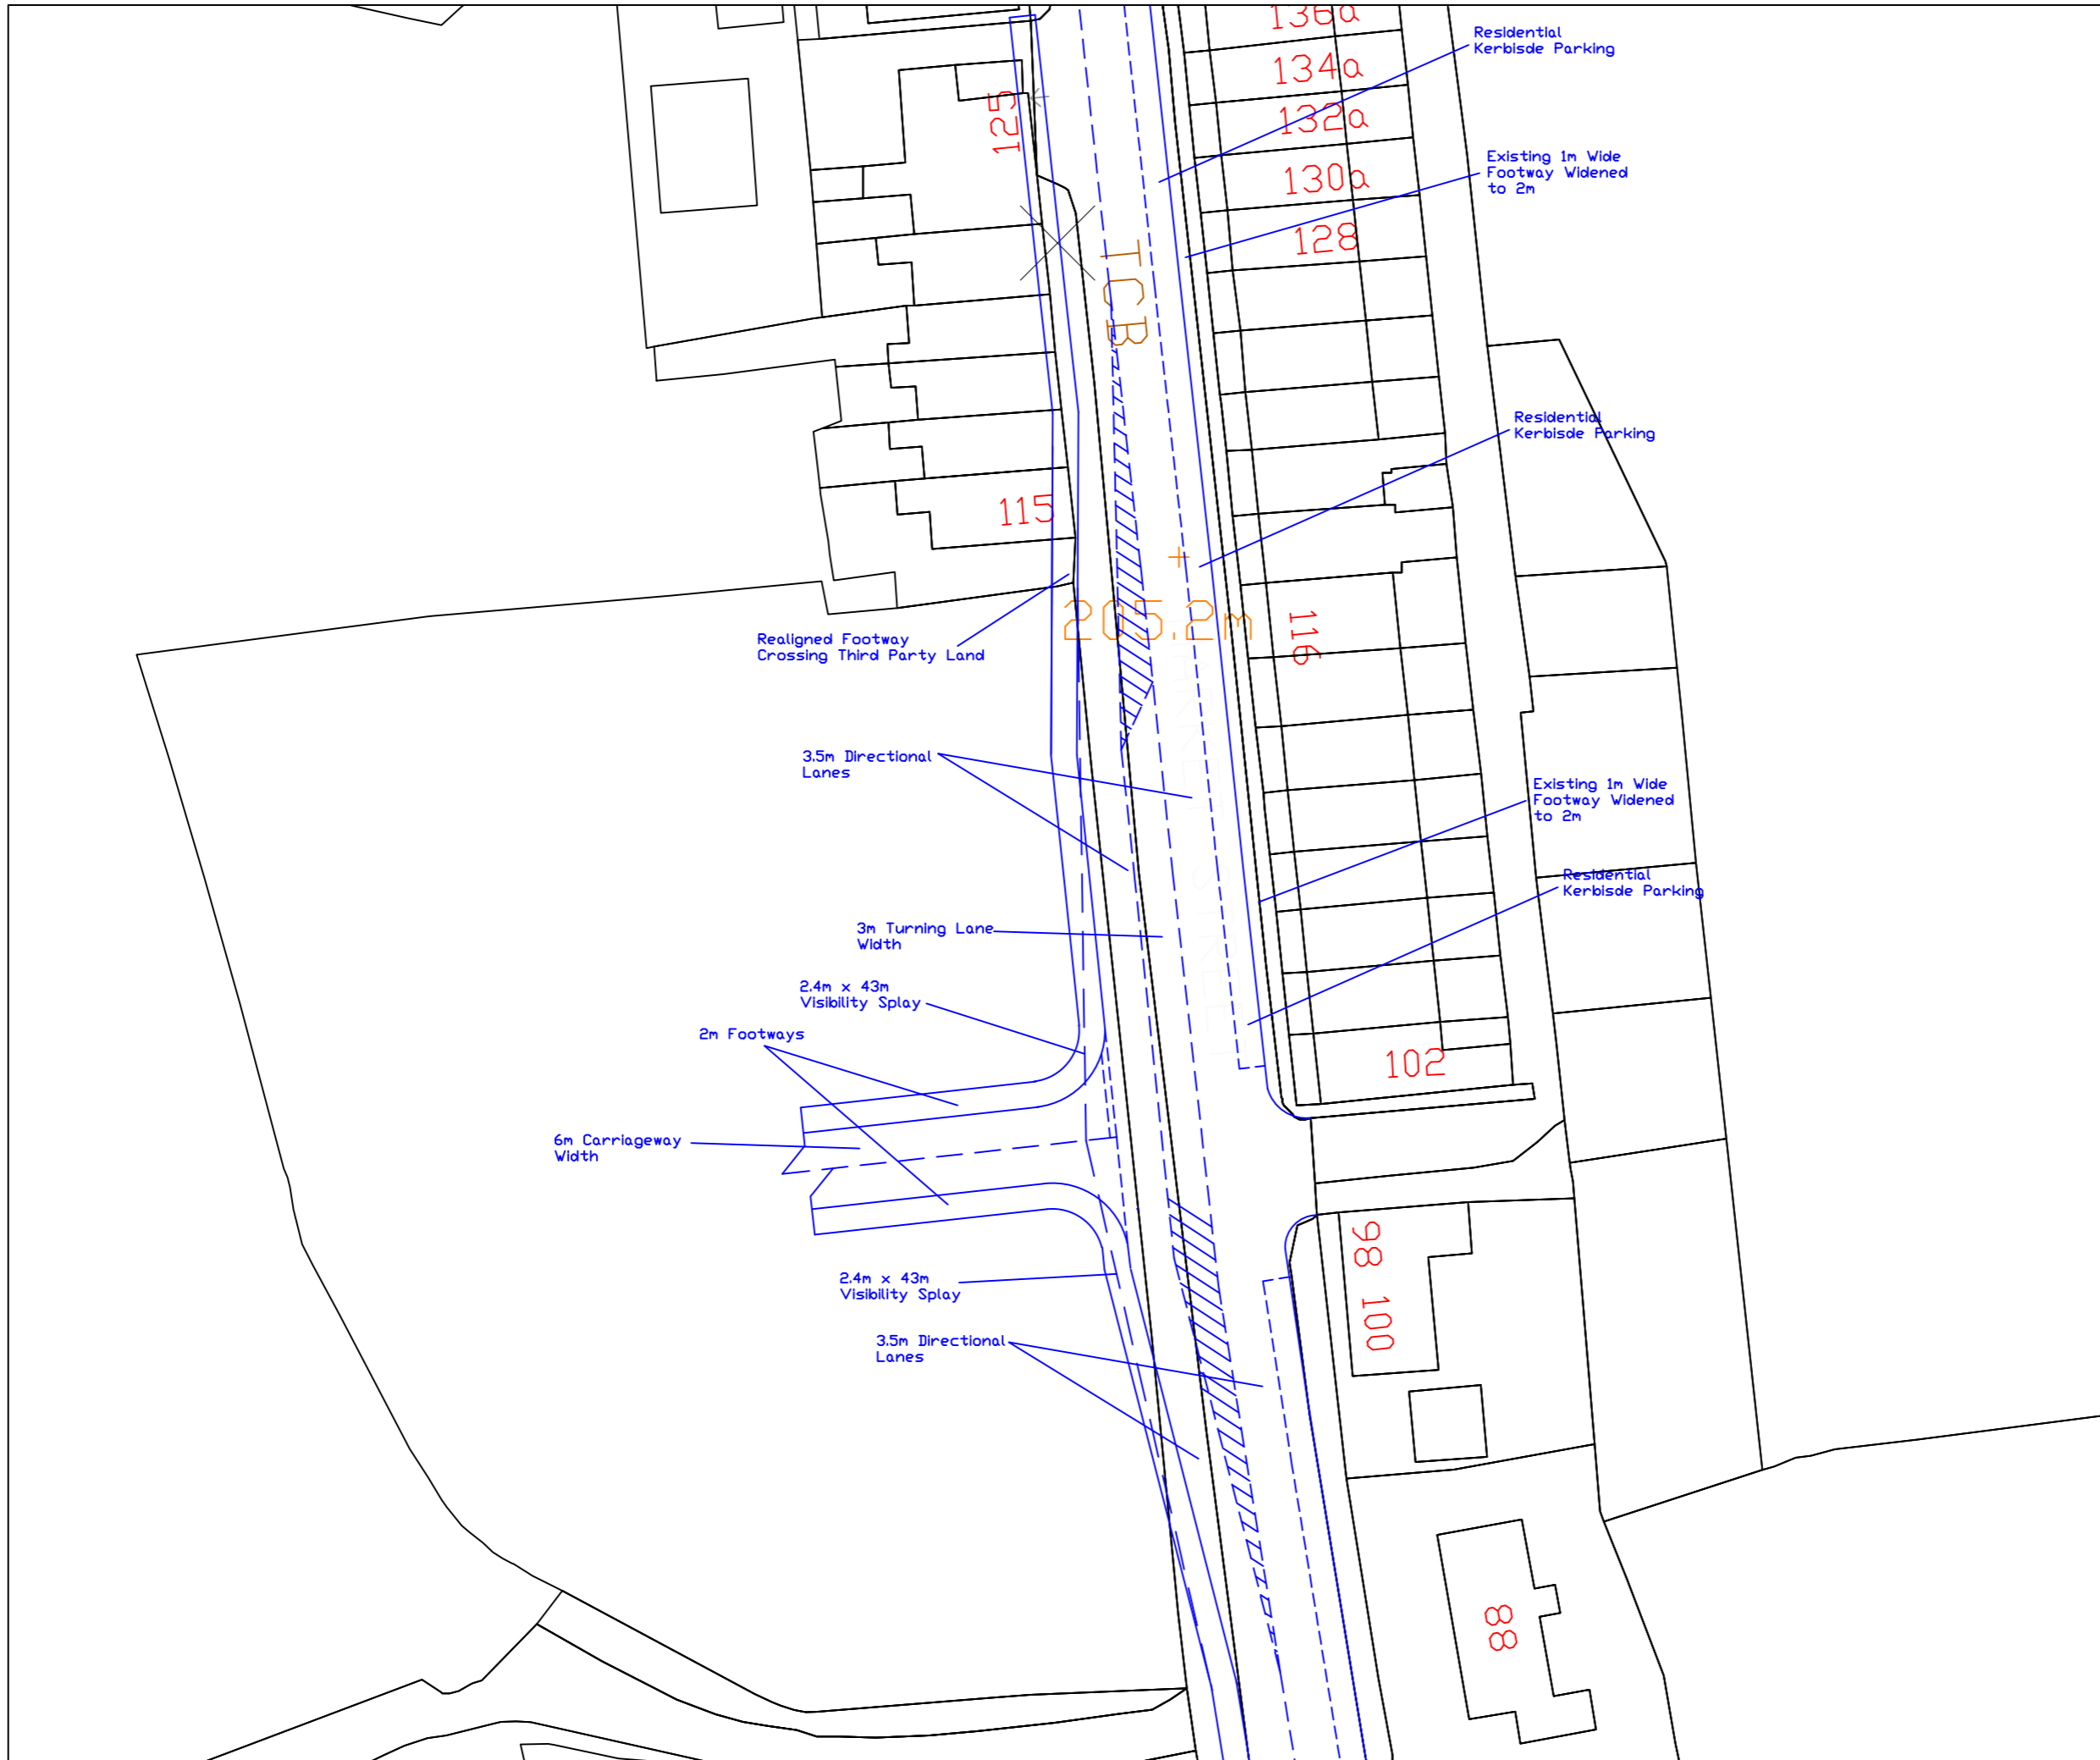 136a
Residential
Kerbisde Parking
134a
125
132a
Existing 1m Wide
Footway Widened
to 2m
130a
128
TCB
Residential
Kerbisde Parking
115
205.2m
116
Realigned Footway
Crossing Third Party Land
3.5m Directional
Lanes
Existing 1m Wide
Footway Widened
to 2m
Residential
Kerbisde Parking
3m Turning Lane
Width
2.4m x 43m
Visibility Splay
2m Footways
102
6m Carriageway
Width
98 100
2.4m x 43m
Visibility Splay
3.5m Directional
Lanes
88